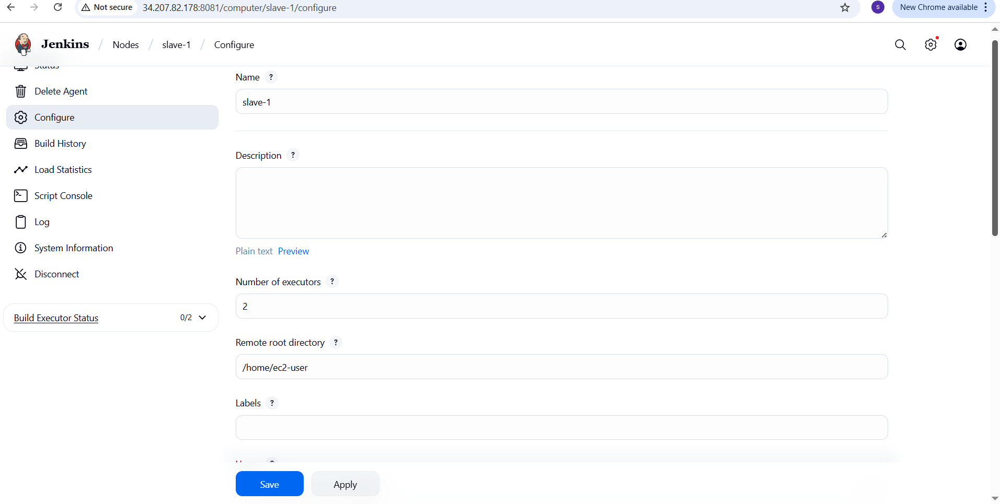 Not secure 34.207.82.178:8081/computer/slave-1/configure S New Chrome available
Jenkins / Nodes / slave-1 / Configure
Status
Delete Agent
Configure
Build History
Load Statistics
Script Console
Log
System Information
Disconnect
Build Executor Status 0/2
Name ?
slave-1
Description ?
Plain text Preview
Number of executors ?
2
Remote root directory ?
/home/ec2-user
Labels ?
Save Apply